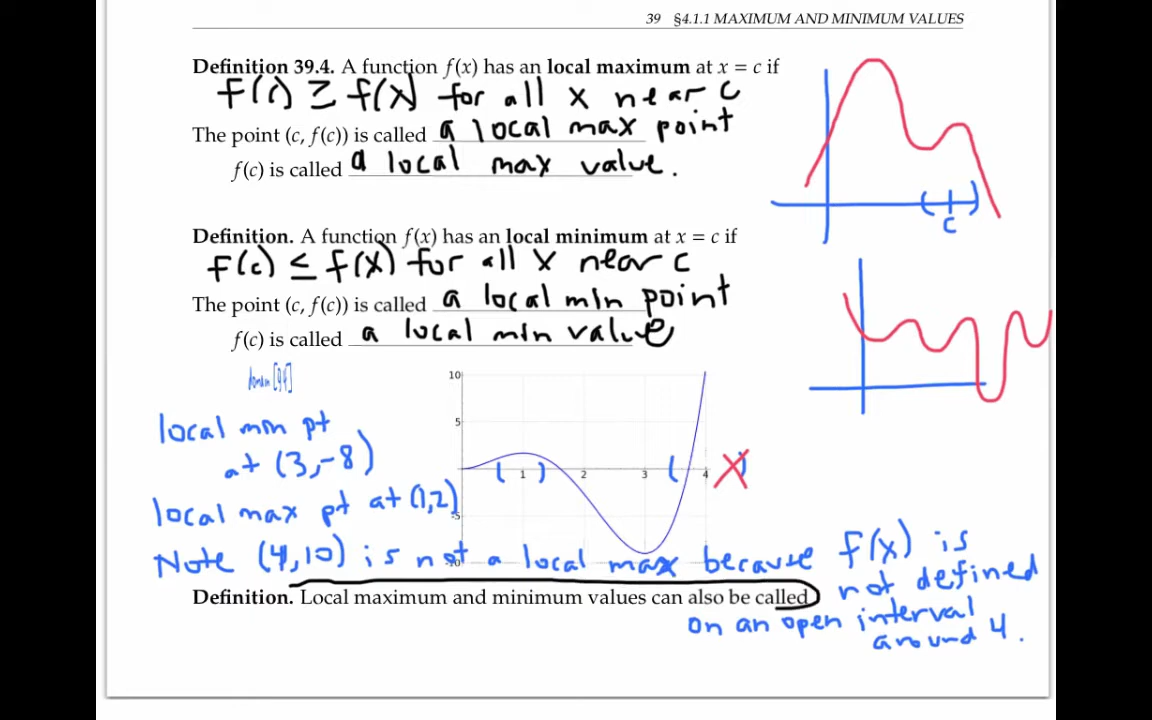 39 §4.1.1 MAXIMUM AND MINIMUM VALUES
Definition 39.4. A function f(x) has an local maximum at x = c if
f(c) ≥ f(x) for all x near c
The point (c, f(c)) is called a local max point
f(c) is called a local max value.
c
Definition. A function f(x) has an local minimum at x = c if
f(c) ≤ f(x) for all x near c
The point (c, f(c)) is called a local min point
f(c) is called a local min value
10
5
1 2 3 4
-5
-10
local min pt
at (3,-8)
local max pt at (1,2)
Note (4,10) is not a local max because f(x) is
not defined
on an open interval
around 4.
Definition. Local maximum and minimum values can also be called